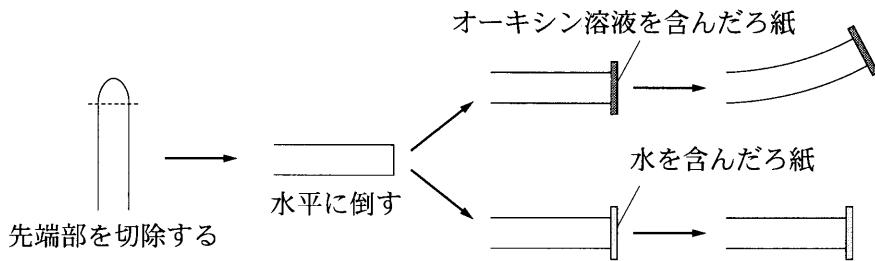 オーキシン溶液を含んだろ紙
先端部を切除する
水平に倒す
水を含んだろ紙